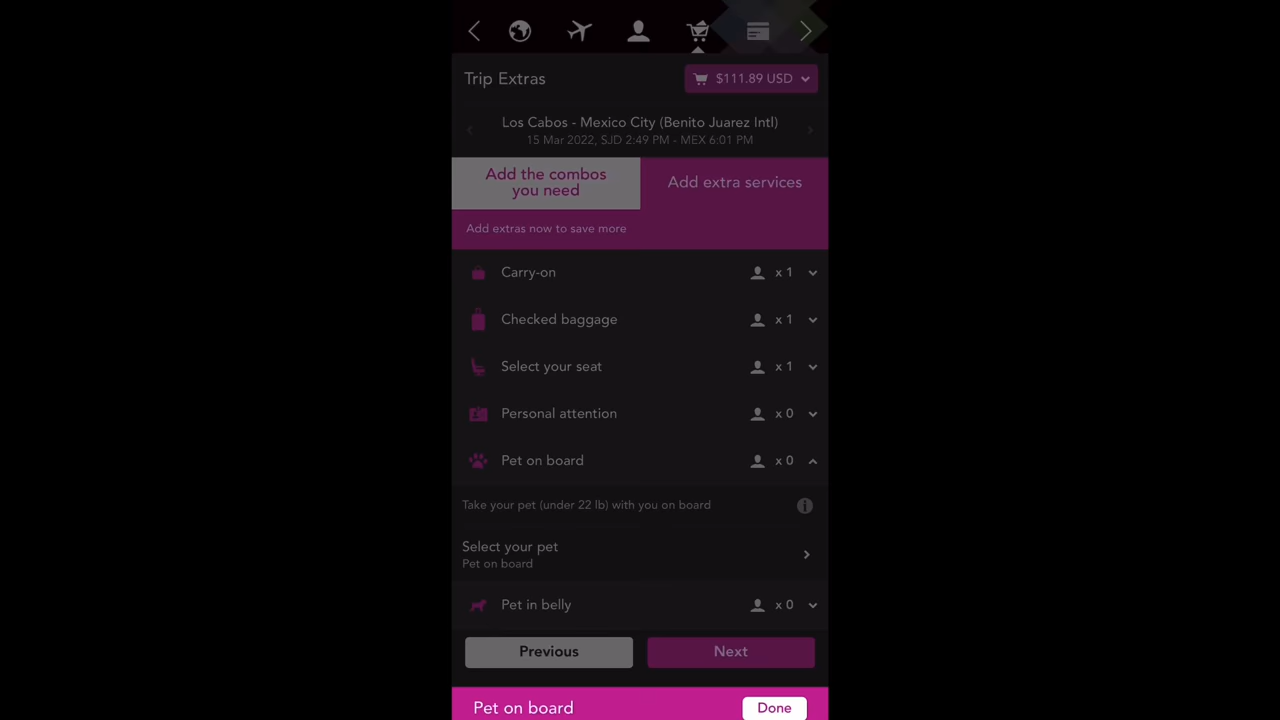 Trip Extras
$111.89 USD
Los Cabos - Mexico City (Benito Juarez Intl)
15 Mar 2022, SJD 2:49 PM - MEX 6:01 PM
Add the combos
you need
Add extra services
Add extras now to save more
Carry-on x 1
Checked baggage x 1
Select your seat x 1
Personal attention x 0
Pet on board x 0
Take your pet (under 22 lb) with you on board
Select your pet
Pet on board
Pet in belly x 0
Previous
Next
Pet on board
Done